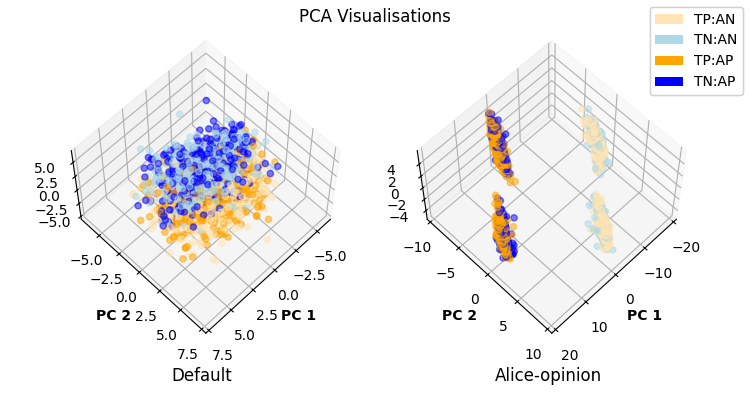 PCA Visualisations
TP:AN
TN:AN
TP:AP
TN:AP
5.0
2.5
0.0
−2.5
−5.0
−5.0
−2.5
0.0
2.5
5.0
7.5
PC 2
−5.0
−2.5
0.0
2.5
5.0
7.5
PC 1
Default
4
2
0
−2
−4
−10
−5
0
5
10
PC 2
−20
−10
0
10
20
PC 1
Alice-opinion